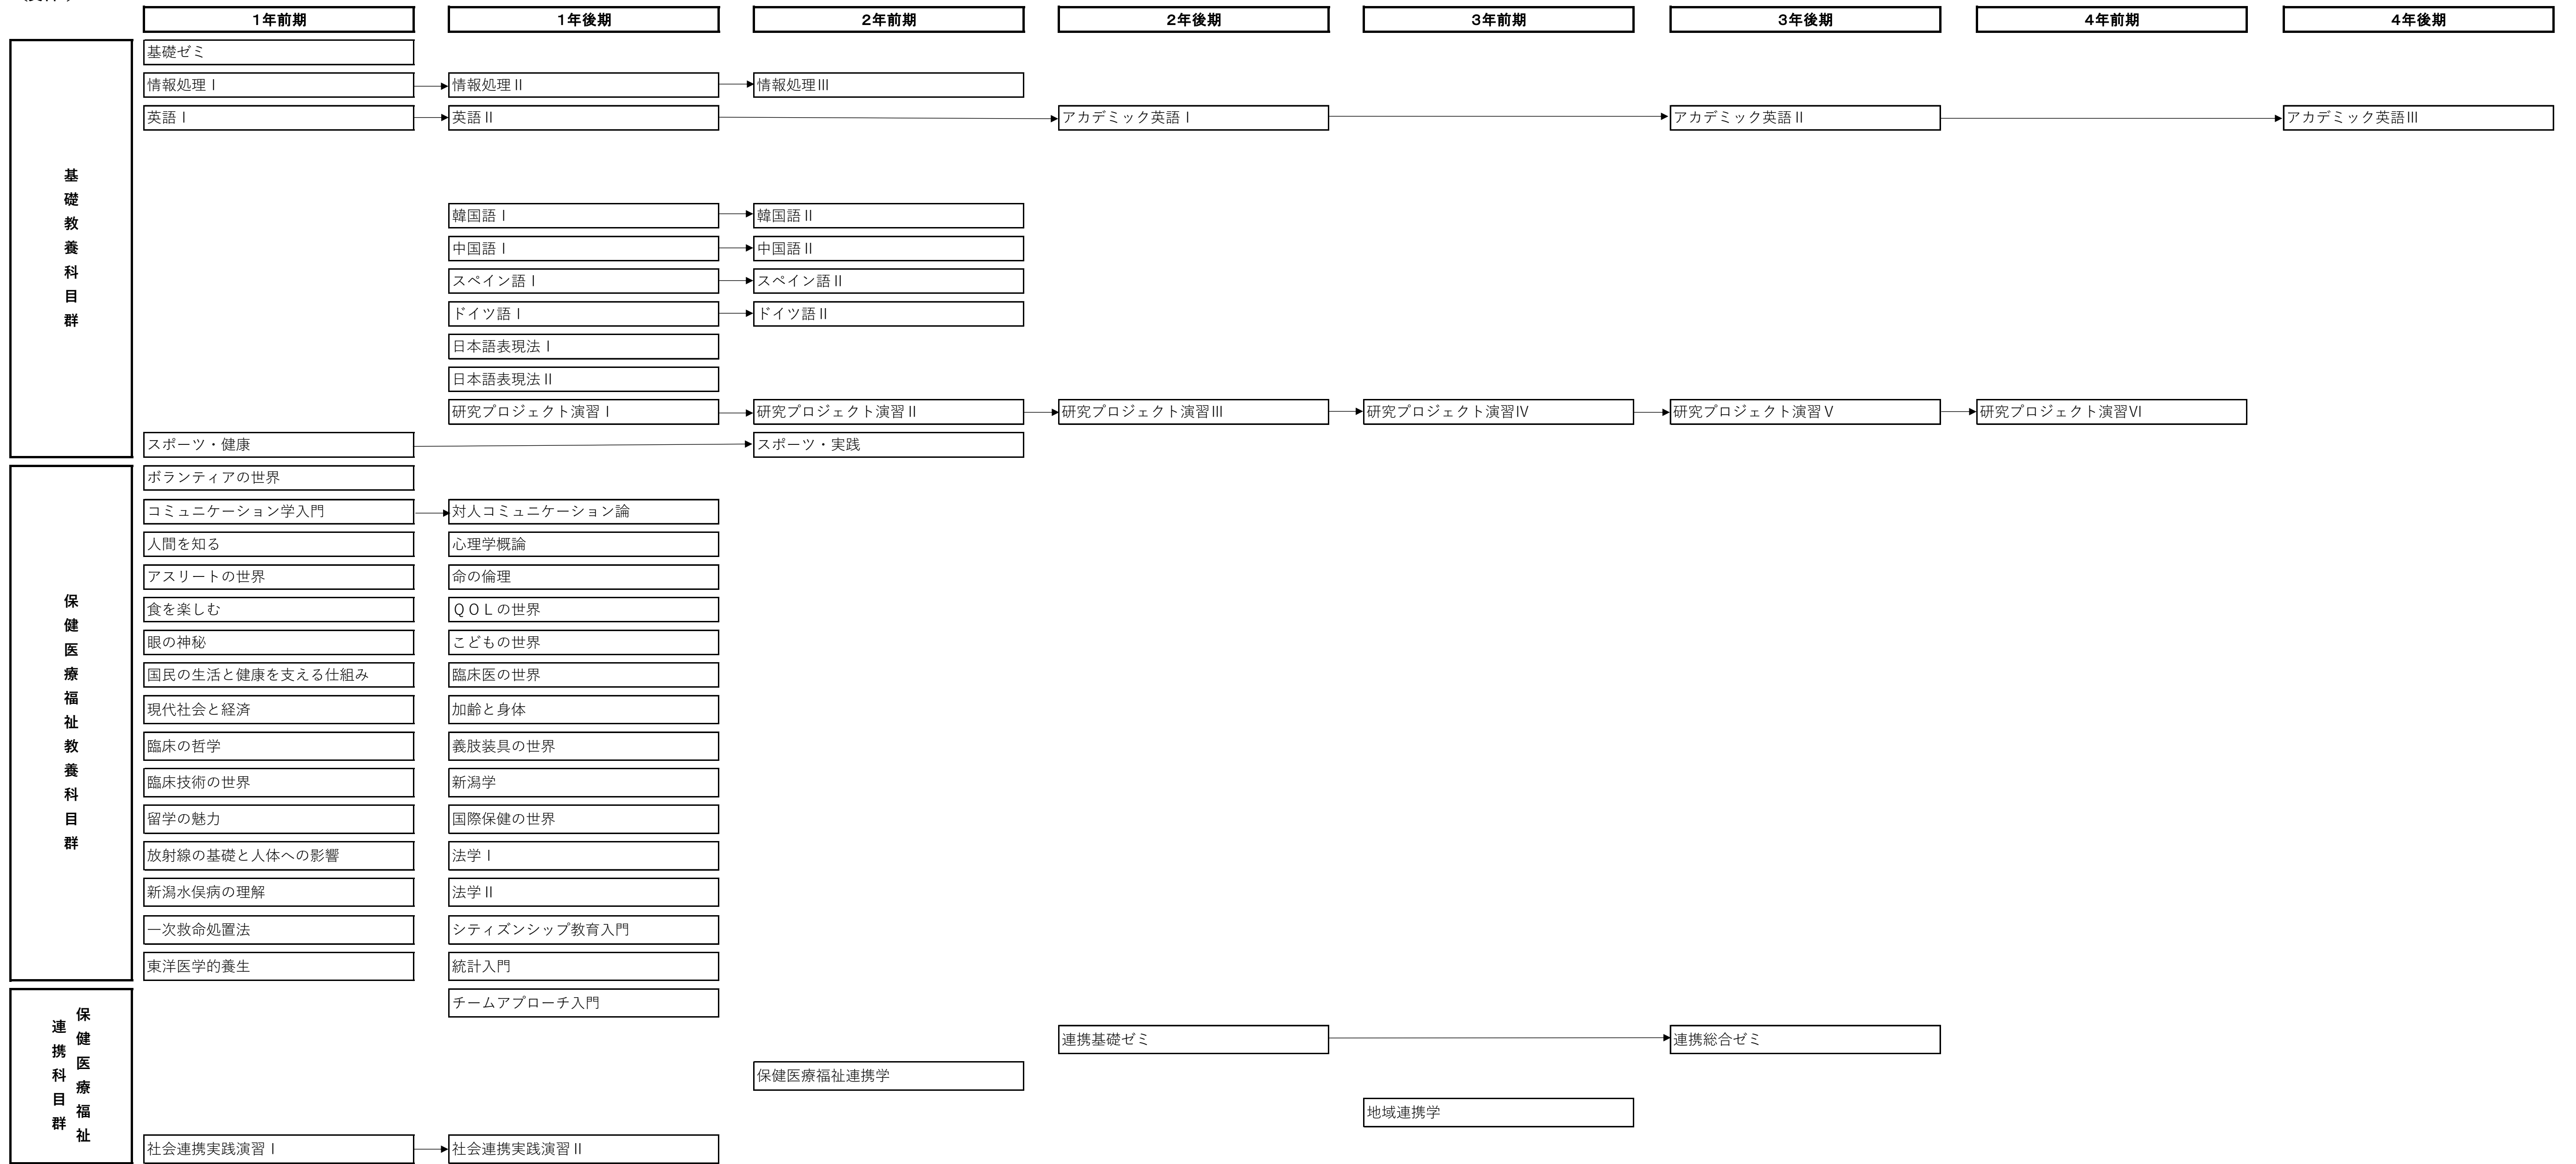 1年前期 1年後期 2年前期 2年後期 3年前期 3年後期 4年前期 4年後期
基礎教養科目群
基礎ゼミ
情報処理Ⅰ 情報処理Ⅱ 情報処理Ⅲ
英語Ⅰ 英語Ⅱ アカデミック英語Ⅰ アカデミック英語Ⅱ アカデミック英語Ⅲ
韓国語Ⅰ 韓国語Ⅱ
中国語Ⅰ 中国語Ⅱ
スペイン語Ⅰ スペイン語Ⅱ
ドイツ語Ⅰ ドイツ語Ⅱ
日本語表現法Ⅰ
日本語表現法Ⅱ
研究プロジェクト演習Ⅰ 研究プロジェクト演習Ⅱ 研究プロジェクト演習Ⅲ 研究プロジェクト演習Ⅳ 研究プロジェクト演習Ⅴ 研究プロジェクト演習Ⅵ
スポーツ・健康 スポーツ・実践
保健医療福祉教養科目群
ボランティアの世界
コミュニケーション学入門 対人コミュニケーション論
人間を知る 心理学概論
アスリートの世界 命の倫理
食を楽しむ ＱＯＬの世界
眼の神秘 こどもの世界
国民の生活と健康を支える仕組み 臨床医の世界
現代社会と経済 加齢と身体
臨床の哲学 義肢装具の世界
臨床技術の世界 新潟学
留学の魅力 国際保健の世界
放射線の基礎と人体への影響 法学Ⅰ
新潟水俣病の理解 法学Ⅱ
一次救命処置法 シティズンシップ教育入門
東洋医学的養生 統計入門
保健医療福祉
連携科目群
チームアプローチ入門
連携基礎ゼミ 連携総合ゼミ
保健医療福祉連携学
地域連携学
社会連携実践演習Ⅰ 社会連携実践演習Ⅱ